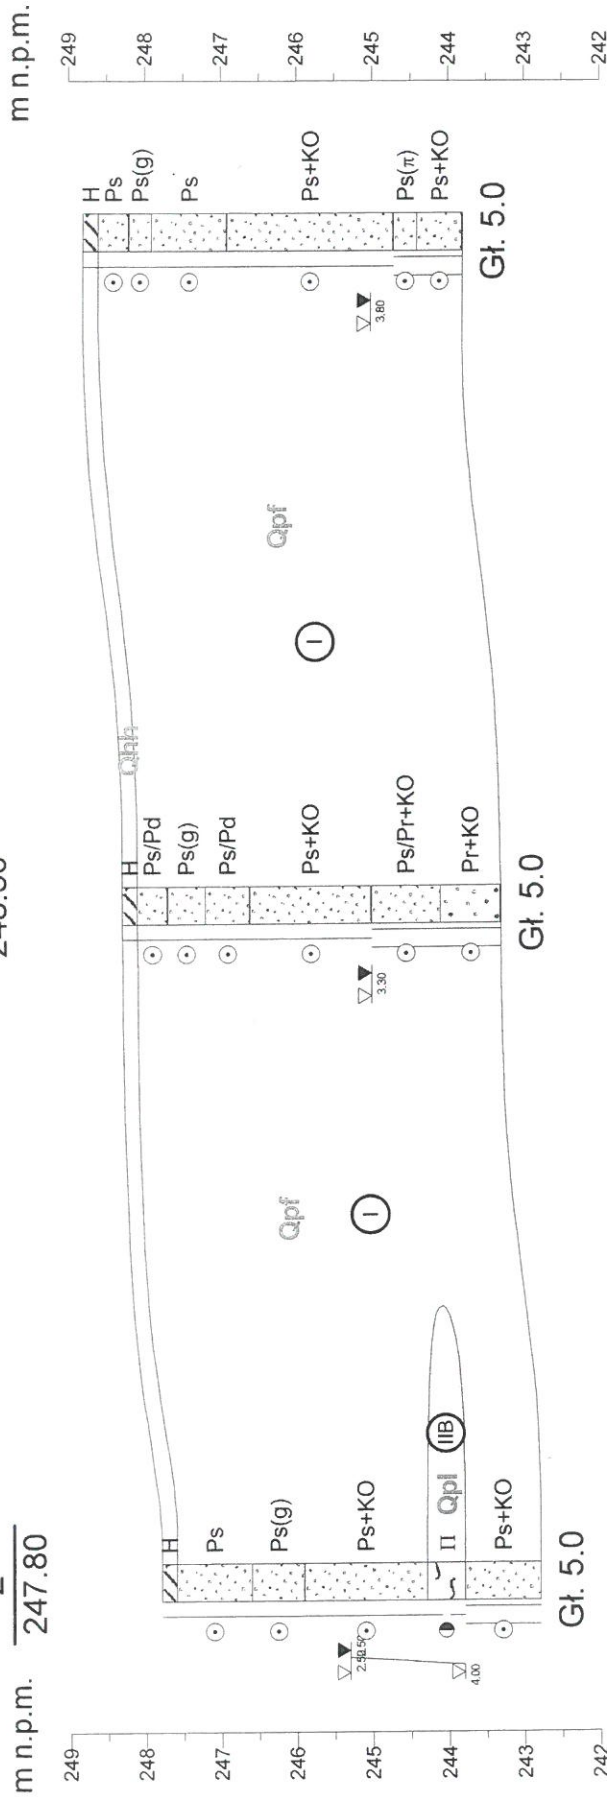 m n.p.m.
249
248
247
246
245
244
243
242
247.80
H
Ps
Ps(g)
Ps+KO
Π
Ps+KO
Qpl
IIB
2.50
4.00
Gł. 5.0
Qpf
I
H
Ps/Pd
Ps(g)
Ps/Pd
Ps+KO
Ps/Pr+KO
Pr+KO
3.30
Gł. 5.0
Qhh
Qpf
I
H
Ps
Ps(g)
Ps
Ps+KO
Ps(π)
Ps+KO
3.80
Gł. 5.0
m n.p.m.
249
248
247
246
245
244
243
242